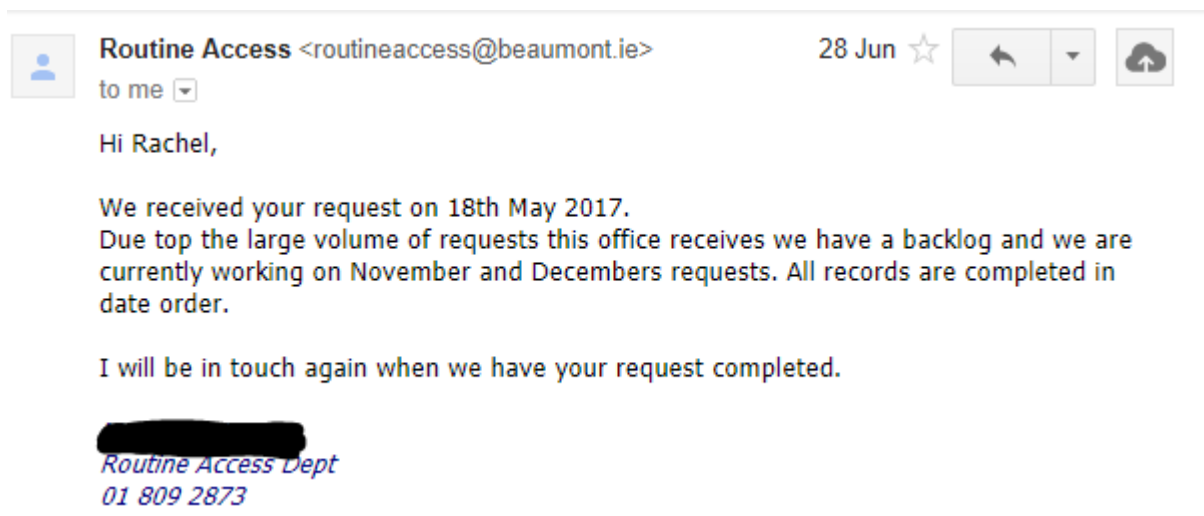 Routine Access <routineaccess@beaumont.ie> 28 Jun
to me
Hi Rachel,
We received your request on 18th May 2017.
Due top the large volume of requests this office receives we have a backlog and we are
currently working on November and Decembers requests. All records are completed in
date order.
I will be in touch again when we have your request completed.
Routine Access Dept
01 809 2873